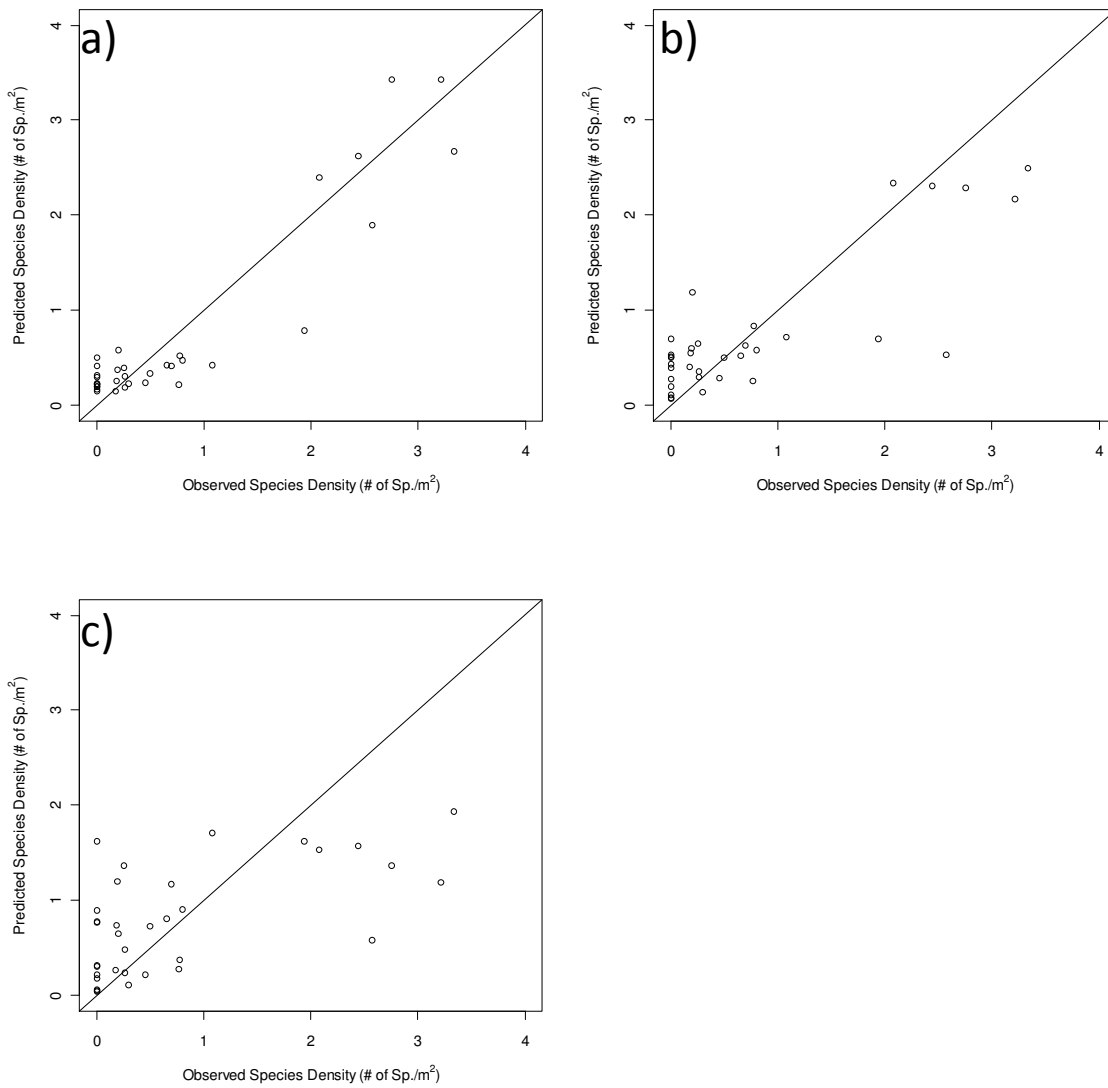 a)
4
3
2
1
0
Predicted Species Density (# of Sp./m²)
0 1 2 3 4
Observed Species Density (# of Sp./m²)
b)
4
3
2
1
0
Predicted Species Density (# of Sp./m²)
0 1 2 3 4
Observed Species Density (# of Sp./m²)
c)
4
3
2
1
0
Predicted Species Density (# of Sp./m²)
0 1 2 3 4
Observed Species Density (# of Sp./m²)